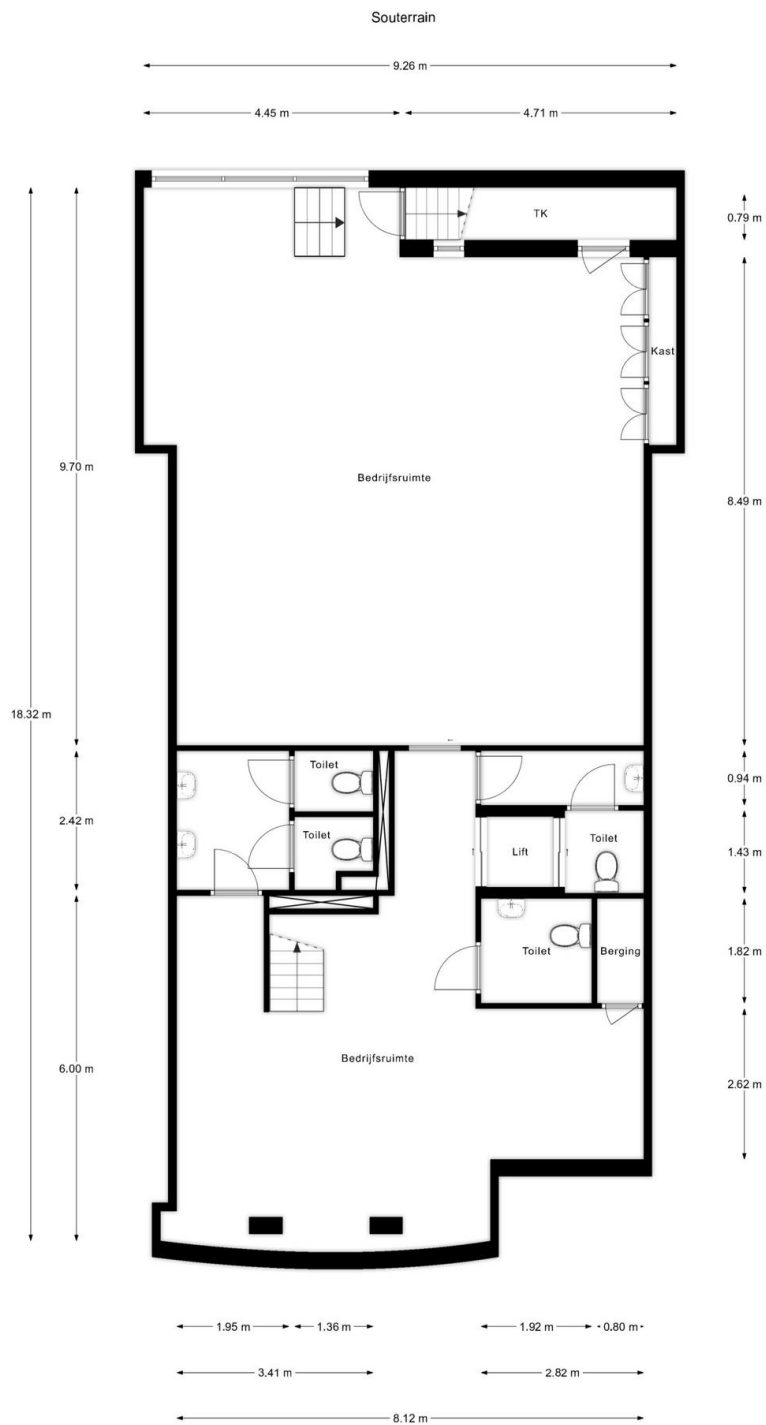 Souterrain
9.26 m
4.45 m
4.71 m
TK
0.79 m
Kast
9.70 m
Bedrijfsruimte
8.49 m
18.32 m
Toilet
0.94 m
2.42 m
Toilet
Lift
Toilet
1.43 m
Toilet
Berging
1.82 m
Bedrijfsruimte
6.00 m
2.62 m
1.95 m
1.36 m
1.92 m
0.80 m
3.41 m
2.82 m
8.12 m